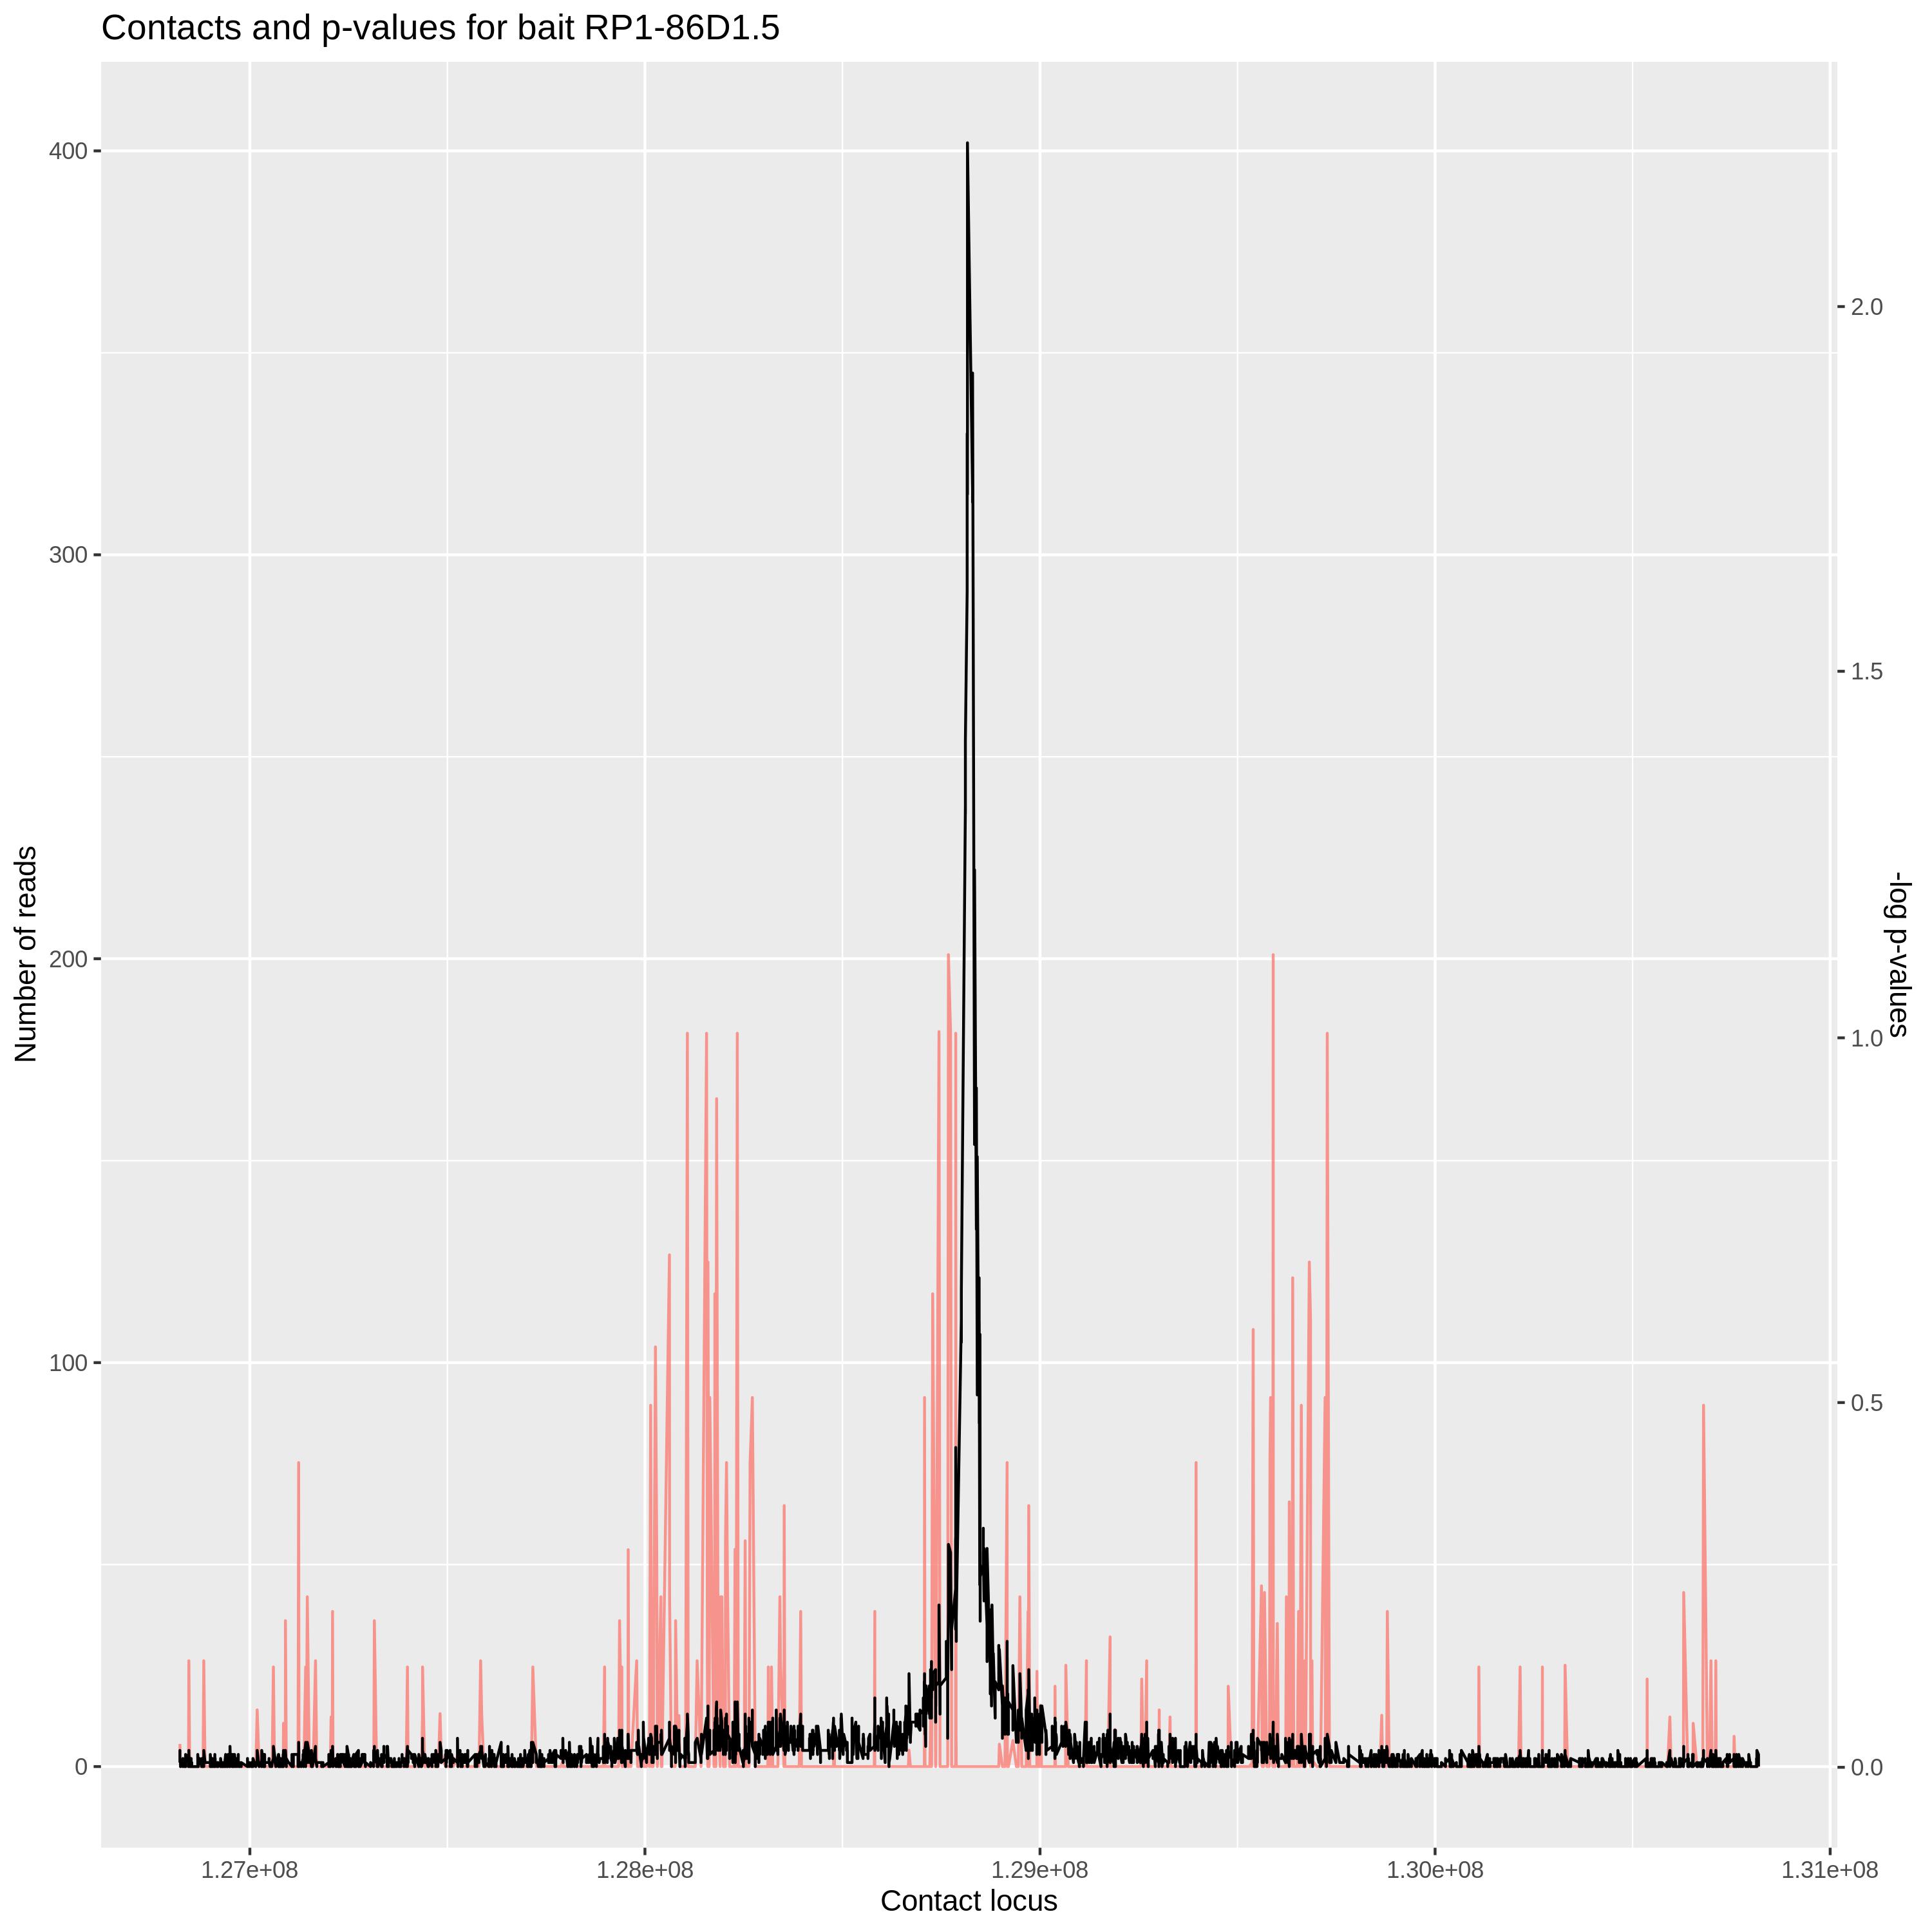 Contacts and p-values for bait RP1-86D1.5
400
300
200
100
0
Number of reads
2.0
1.5
1.0
0.5
0.0
-log p-values
1.27e+08
1.28e+08
1.29e+08
1.30e+08
1.31e+08
Contact locus